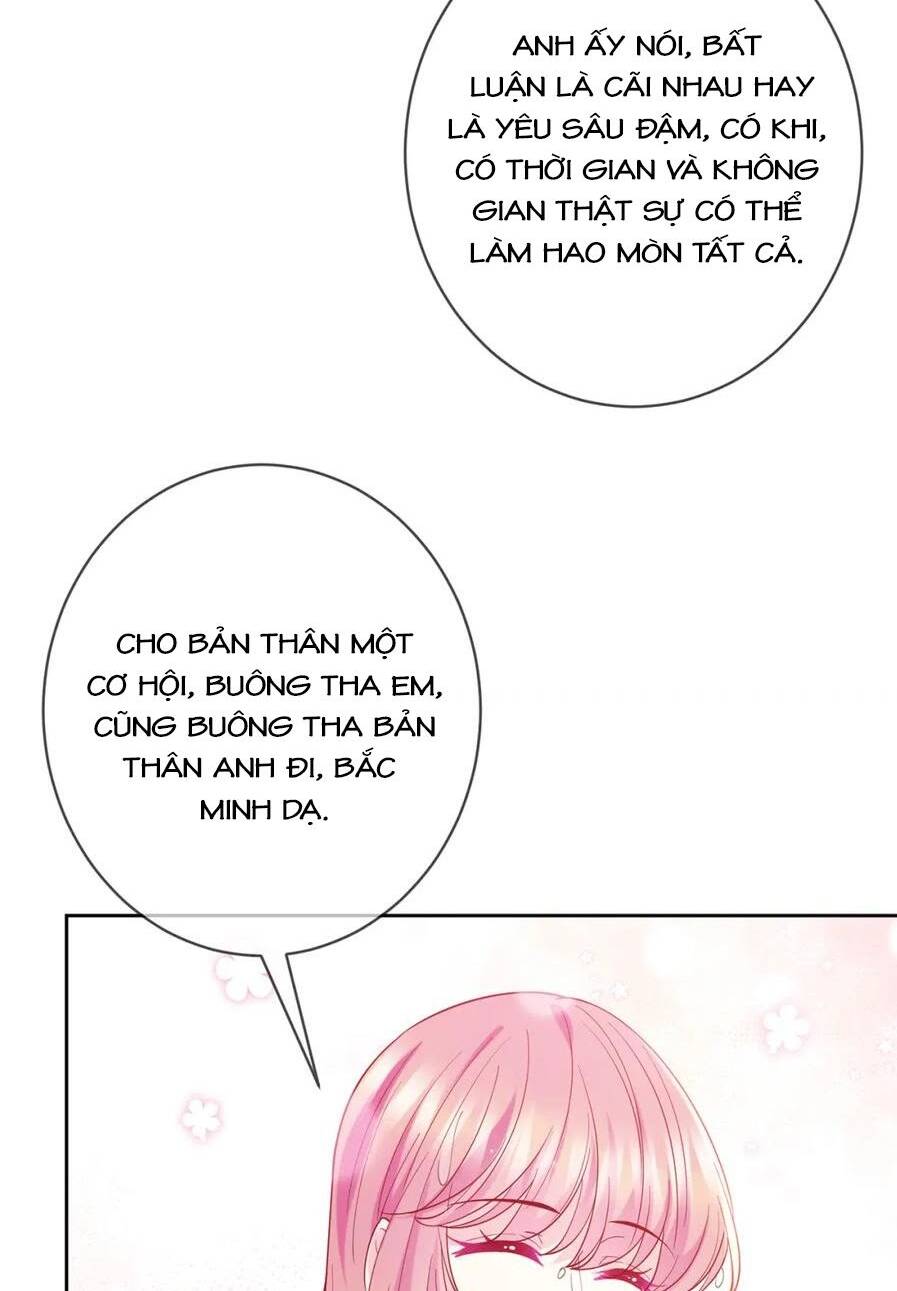 ANH ẤY NÓI, BẤT
LUẬN LÀ CÃI NHAU HAY
LÀ YÊU SÂU ĐẬM, CÓ KHI,
CÓ THỜI GIAN VÀ KHÔNG
GIAN THẬT SỰ CÓ THỂ
LÀM HAO MÒN TẤT CẢ.
CHO BẢN THÂN MỘT
CƠ HỘI, BUÔNG THA EM,
CŨNG BUÔNG THA BẢN
THÂN ANH ĐI, BẮC
MINH DẠ.